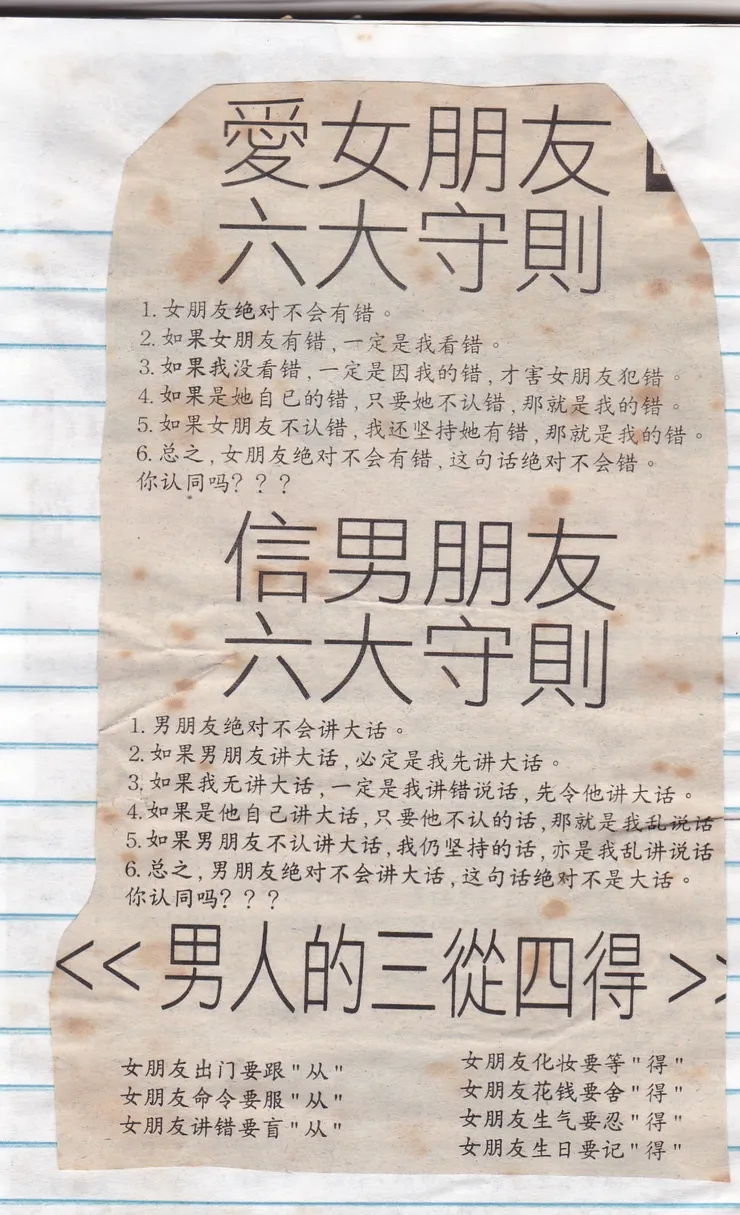 愛女朋友
六大守則
1. 女朋友绝对不会有错。
2. 如果女朋友有错,一定是我看错。
3. 如果我没看错,一定是因我的错,才害女朋友犯错。
4. 如果是她自已的错,只要她不认错,那就是我的错。
5. 如果女朋友不认错,我还坚持她有错,那就是我的错。
6. 总之,女朋友绝对不会有错,这句话绝对不会错。
你认同吗? ? ?
信男朋友
六大守則
1. 男朋友绝对不会讲大话。
2. 如果男朋友讲大话,必定是我先讲大话。
3. 如果我无讲大话,一定是我讲错说话,先令他讲大话。
4. 如果是他自己讲大话,只要他不认的话,那就是我乱说话
5. 如果男朋友不认讲大话,我仍坚持的话,亦是我乱讲说话
6. 总之,男朋友绝对不会讲大话,这句话绝对不是大话。
你认同吗? ? ?
<< 男人的三從四得 >>
女朋友出门要跟"从"
女朋友命令要服"从"
女朋友讲错要盲"从"
女朋友化妆要等"得"
女朋友花钱要舍"得"
女朋友生气要忍"得"
女朋友生日要记"得"